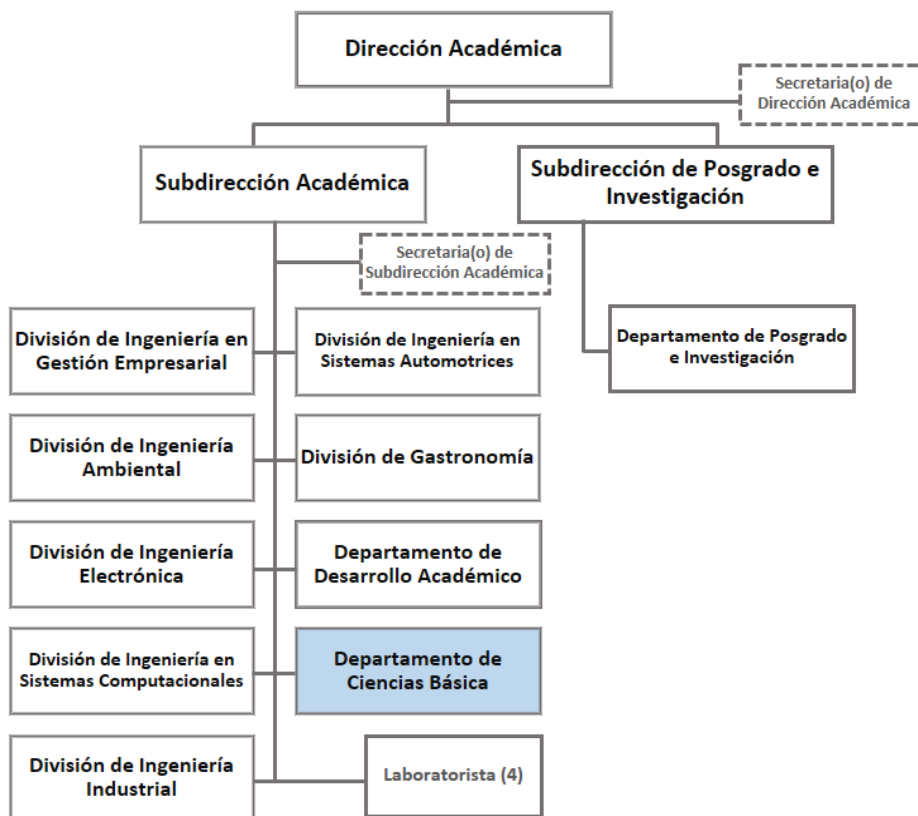 Dirección Académica
Secretaria(o) de
Dirección Académica
Subdirección Académica
Subdirección de Posgrado e
Investigación
Secretaria(o) de
Subdirección Académica
División de Ingeniería en
Gestión Empresarial
División de Ingeniería en
Sistemas Automotrices
Departamento de Posgrado
e Investigación
División de Ingeniería
Ambiental
División de Gastronomía
División de Ingeniería
Electrónica
Departamento de
Desarrollo Académico
División de Ingeniería en
Sistemas Computacionales
Departamento de
Ciencias Básica
División de Ingeniería
Industrial
Laboratorista (4)